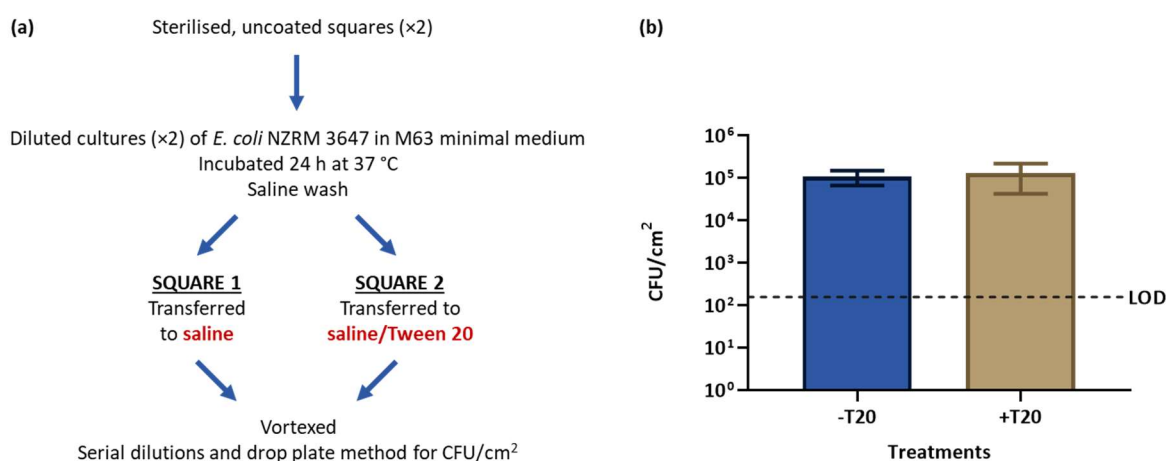 (a)
Sterilised, uncoated squares (×2)
Diluted cultures (×2) of E. coli NZRM 3647 in M63 minimal medium
Incubated 24 h at 37 °C
Saline wash
SQUARE 1
Transferred
to saline
SQUARE 2
Transferred to
saline/Tween 20
Vortexed
Serial dilutions and drop plate method for CFU/cm²
(b)
CFU/cm²
10⁶
10⁵
10⁴
10³
10²
10¹
10⁰
LOD
-T20
+T20
Treatments